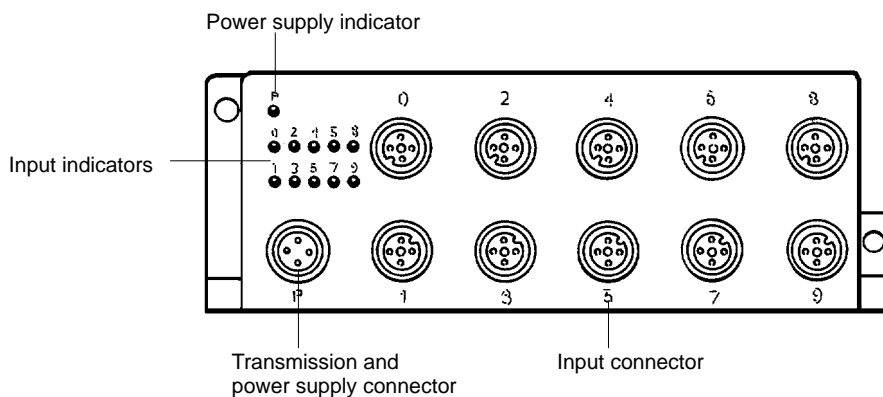 Power supply indicator
P 0 2 4 6 8
0 2 4 5 8
Input indicators
1 3 5 7 9
P 1 3 5 7 9
Transmission and Input connector
power supply connector